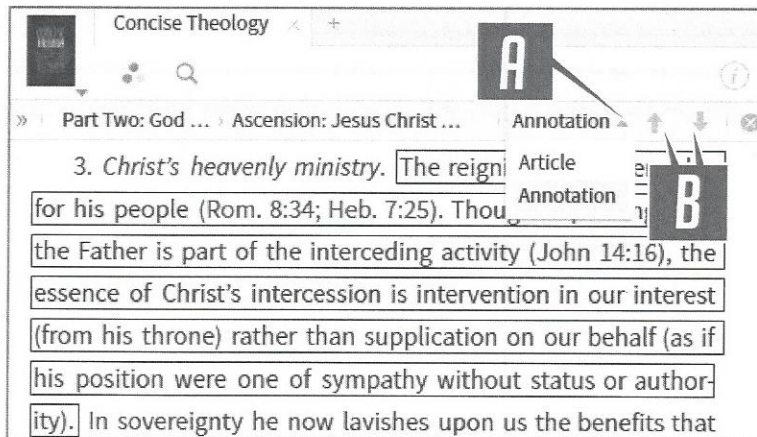 Concise Theology × +
A
» Part Two: God ... › Ascension: Jesus Christ ... Annotation
Article
Annotation
B
3. Christ's heavenly ministry. The reigni
for his people (Rom. 8:34; Heb. 7:25). Thoug
the Father is part of the interceding activity (John 14:16), the
essence of Christ's intercession is intervention in our interest
(from his throne) rather than supplication on our behalf (as if
his position were one of sympathy without status or author-
ity). In sovereignty he now lavishes upon us the benefits that